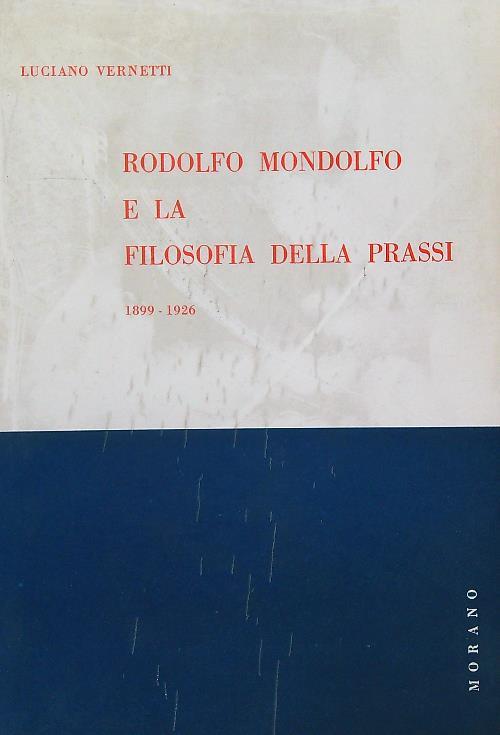 LUCIANO VERNETTI
RODOLFO MONDOLFO
E LA
FILOSOFIA DELLA PRASSI
1899 - 1926
MORANO